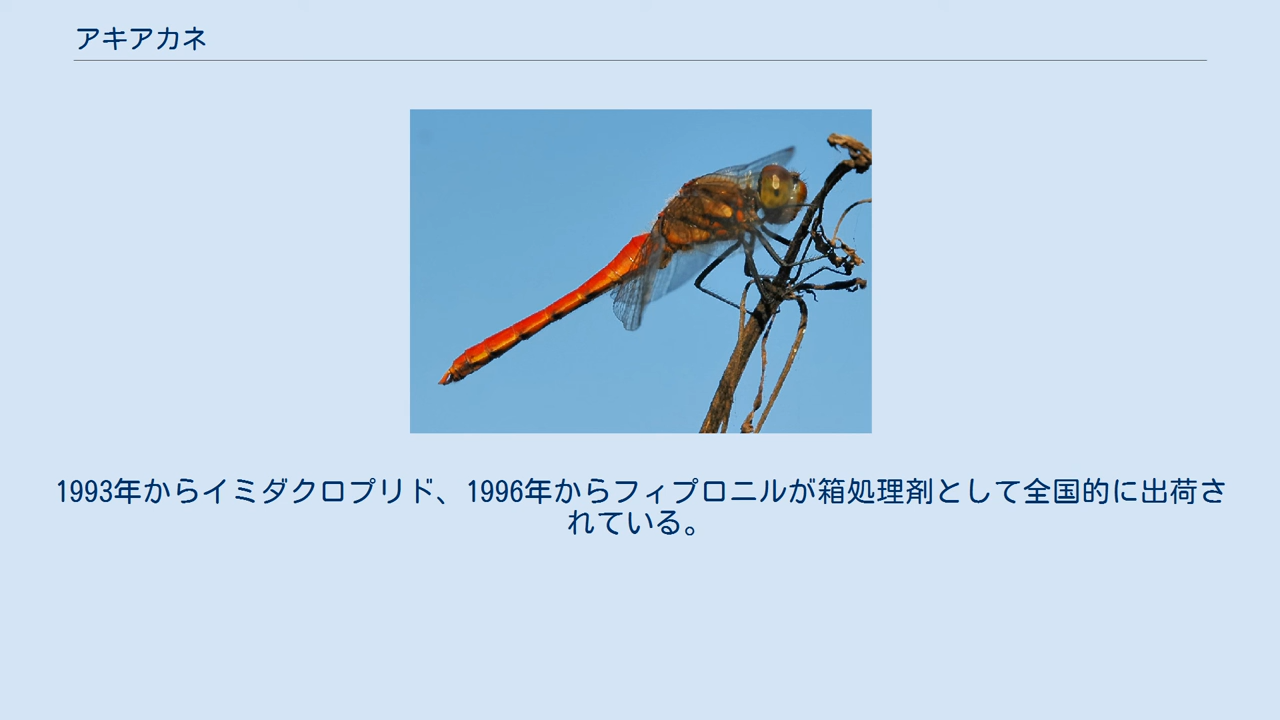 アキアカネ
1993年からイミダクロプリド、1996年からフィプロニルが箱処理剤として全国的に出荷さ
れている。